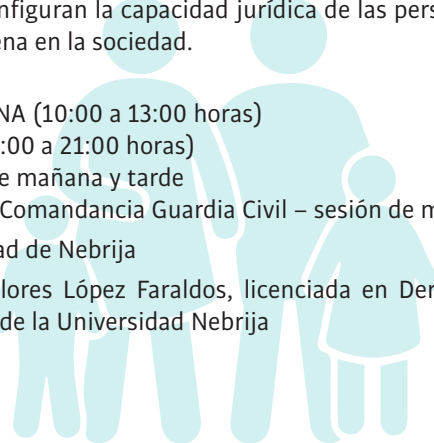 nfiguran la capacidad jurídica de las pers
ena en la sociedad.
NA (10:00 a 13:00 horas)
:00 a 21:00 horas)
e mañana y tarde
Comandancia Guardia Civil – sesión de m
ad de Nebrija
lores López Faraldos, licenciada en Der
de la Universidad Nebrija